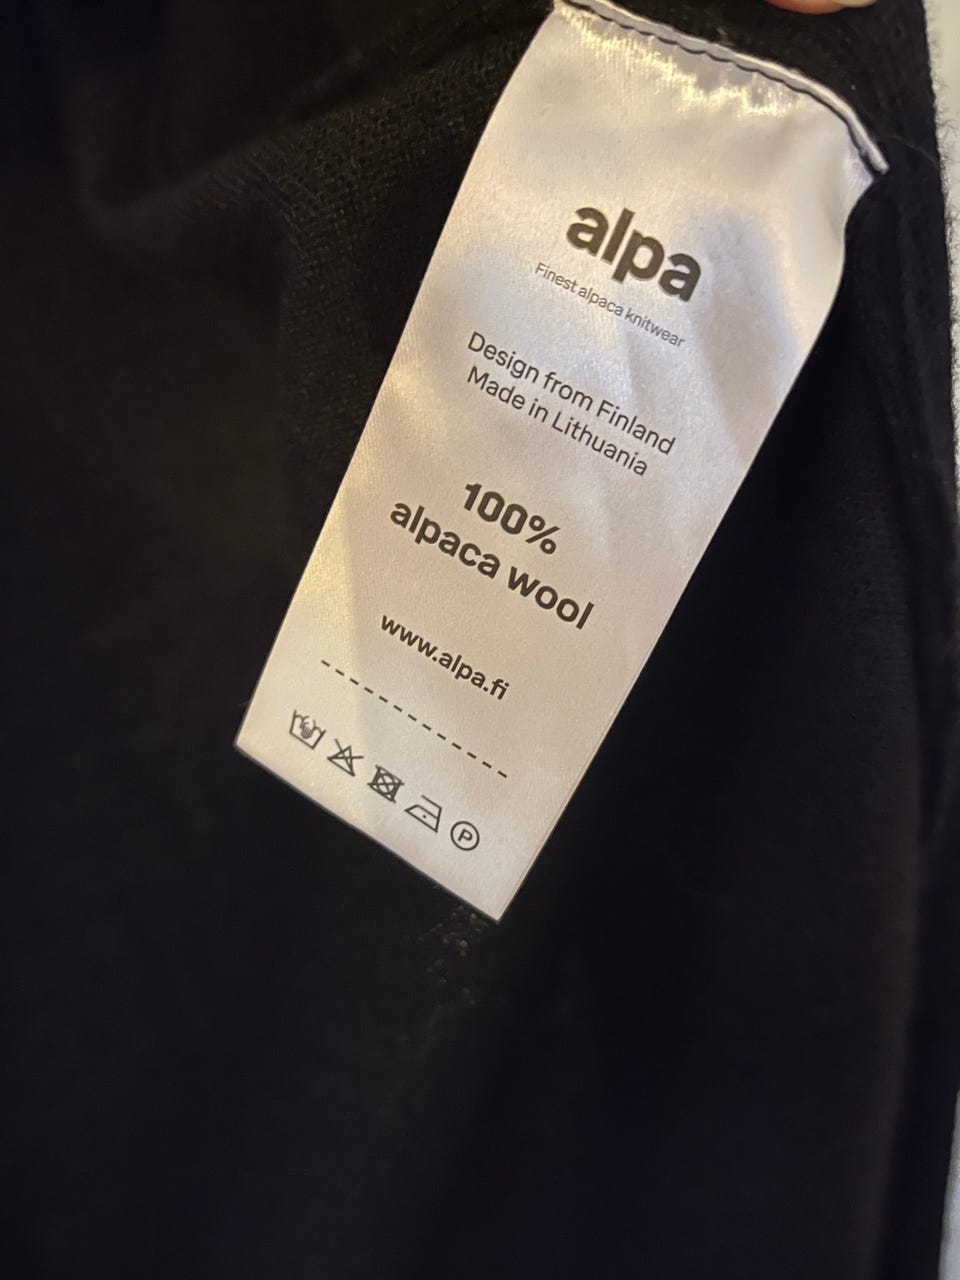 alpa
Finest alpaca knitwear
Design from Finland
Made in Lithuania
100%
alpaca wool
www.alpa.fi
P